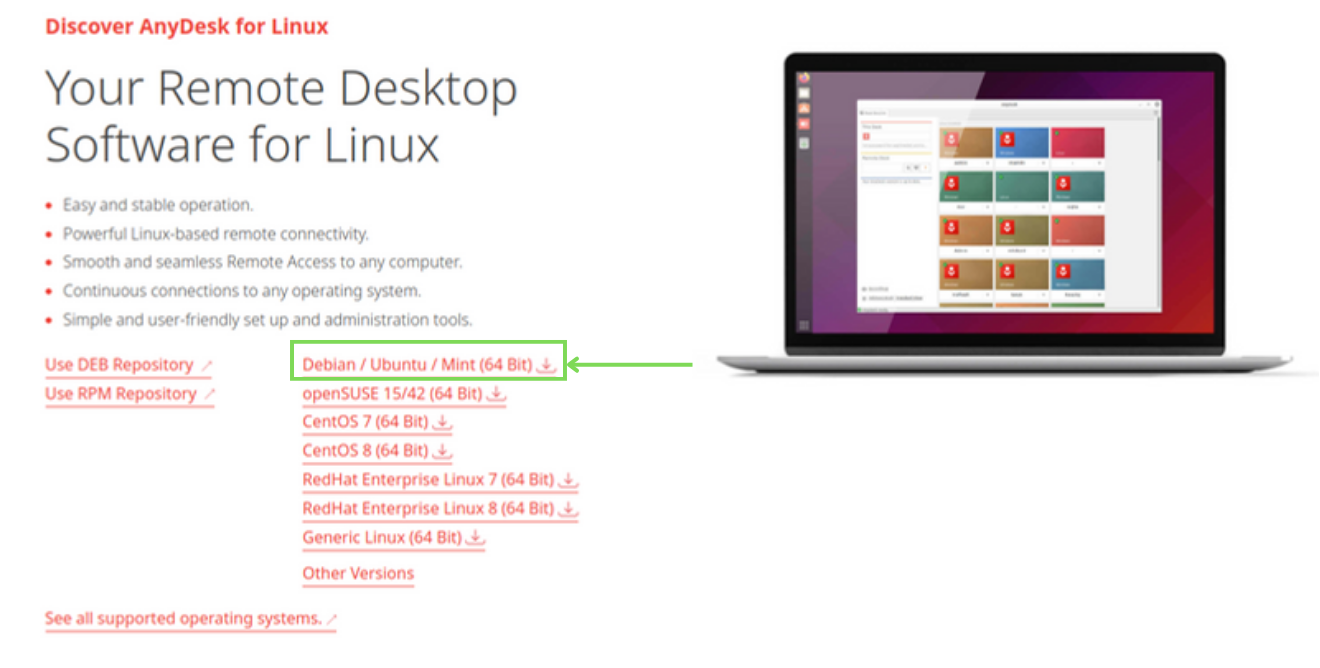 Discover AnyDesk for Linux
Your Remote Desktop
Software for Linux
Easy and stable operation.
Powerful Linux-based remote connectivity.
Smooth and seamless Remote Access to any computer.
Continuous connections to any operating system.
Simple and user-friendly set up and administration tools.
Use DEB Repository
Use RPM Repository
Debian / Ubuntu / Mint (64 Bit)
openSUSE 15/42 (64 Bit)
CentOS 7 (64 Bit)
CentOS 8 (64 Bit)
RedHat Enterprise Linux 7 (64 Bit)
RedHat Enterprise Linux 8 (64 Bit)
Generic Linux (64 Bit)
Other Versions
See all supported operating systems.